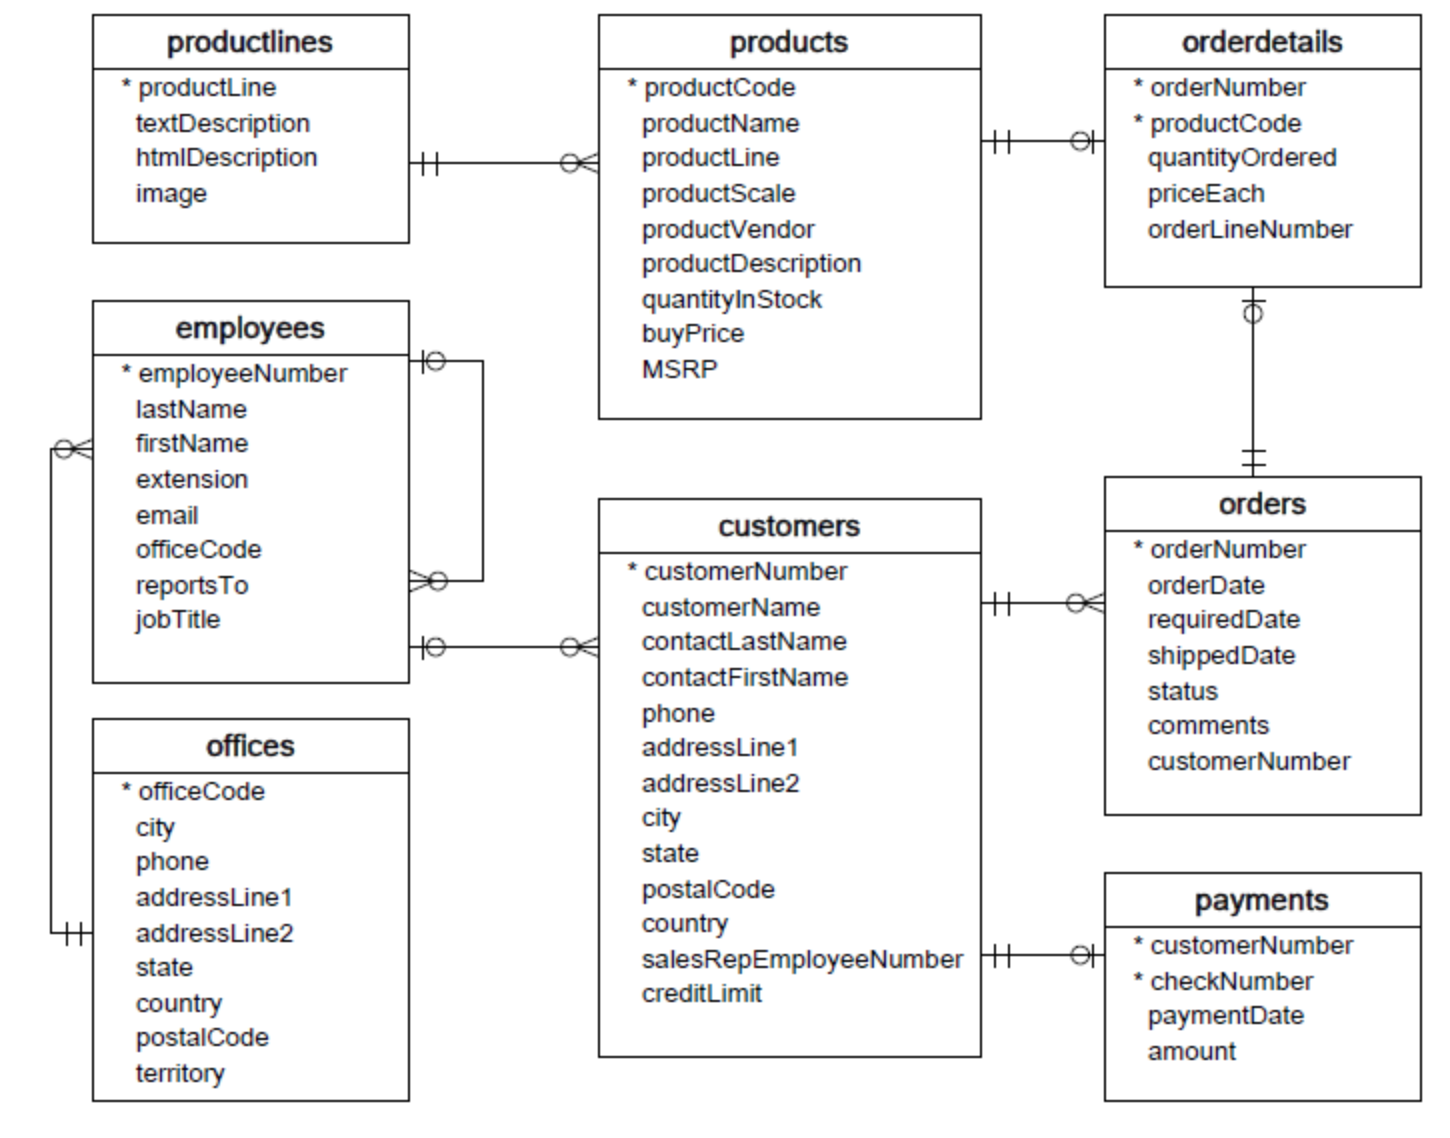 productlines
* productLine
textDescription
htmlDescription
image
products
* productCode
productName
productLine
productScale
productVendor
productDescription
quantityInStock
buyPrice
MSRP
orderdetails
* orderNumber
* productCode
quantityOrdered
priceEach
orderLineNumber
employees
* employeeNumber
lastName
firstName
extension
email
officeCode
reportsTo
jobTitle
customers
* customerNumber
customerName
contactLastName
contactFirstName
phone
addressLine1
addressLine2
city
state
postalCode
country
salesRepEmployeeNumber
creditLimit
orders
* orderNumber
orderDate
requiredDate
shippedDate
status
comments
customerNumber
offices
* officeCode
city
phone
addressLine1
addressLine2
state
country
postalCode
territory
payments
* customerNumber
* checkNumber
paymentDate
amount